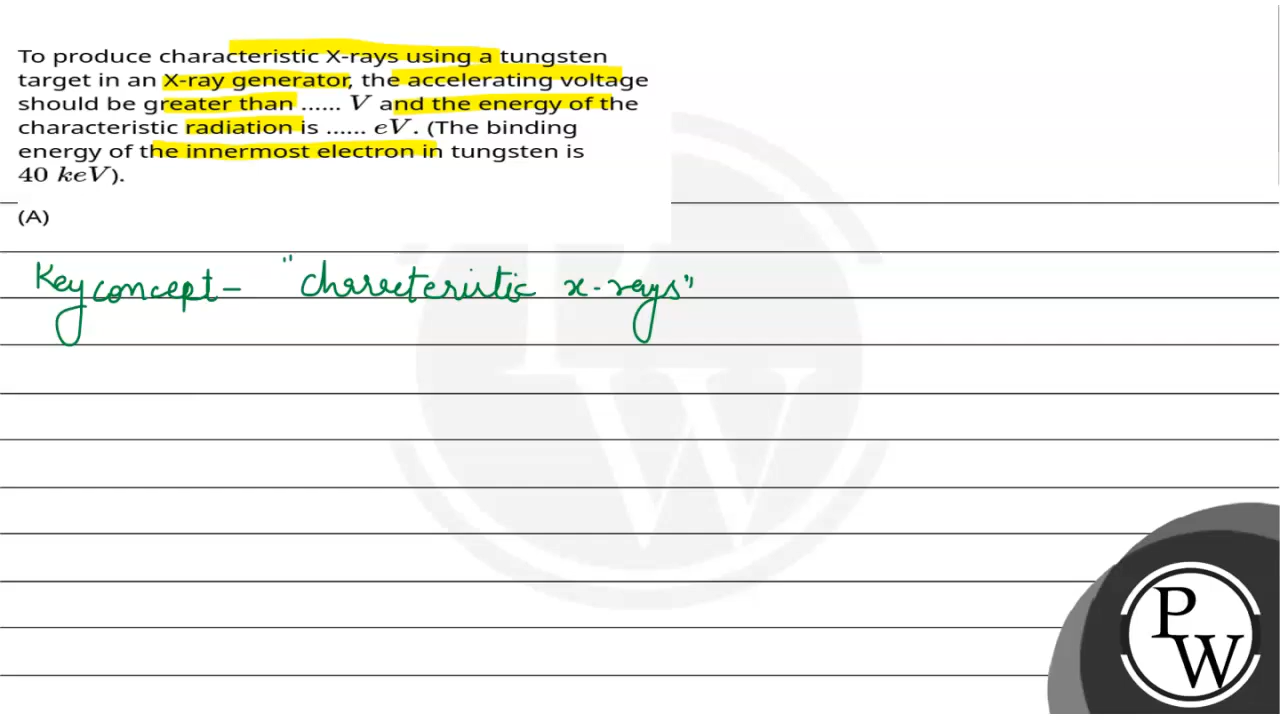 To produce characteristic X-rays using a tungsten
target in an X-ray generator, the accelerating voltage
should be greater than ...... V and the energy of the
characteristic radiation is ...... eV. (The binding
energy of the innermost electron in tungsten is
40 keV).
(A)
Key concept - "characteristic x-rays"
PW